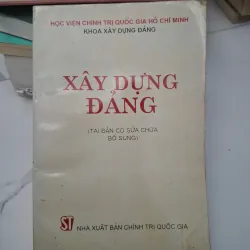 HỌC VIỆN CHÍNH TRỊ QUỐC GIA HỒ CHÍ MINH
KHOA XÂY DỰNG ĐẢNG
XÂY DỰNG
ĐẢNG
(TÁI BẢN CÓ SỬA CHỮA
BỔ SUNG)
ST
NHÀ XUẤT BẢN CHÍNH TRỊ QUỐC GIA